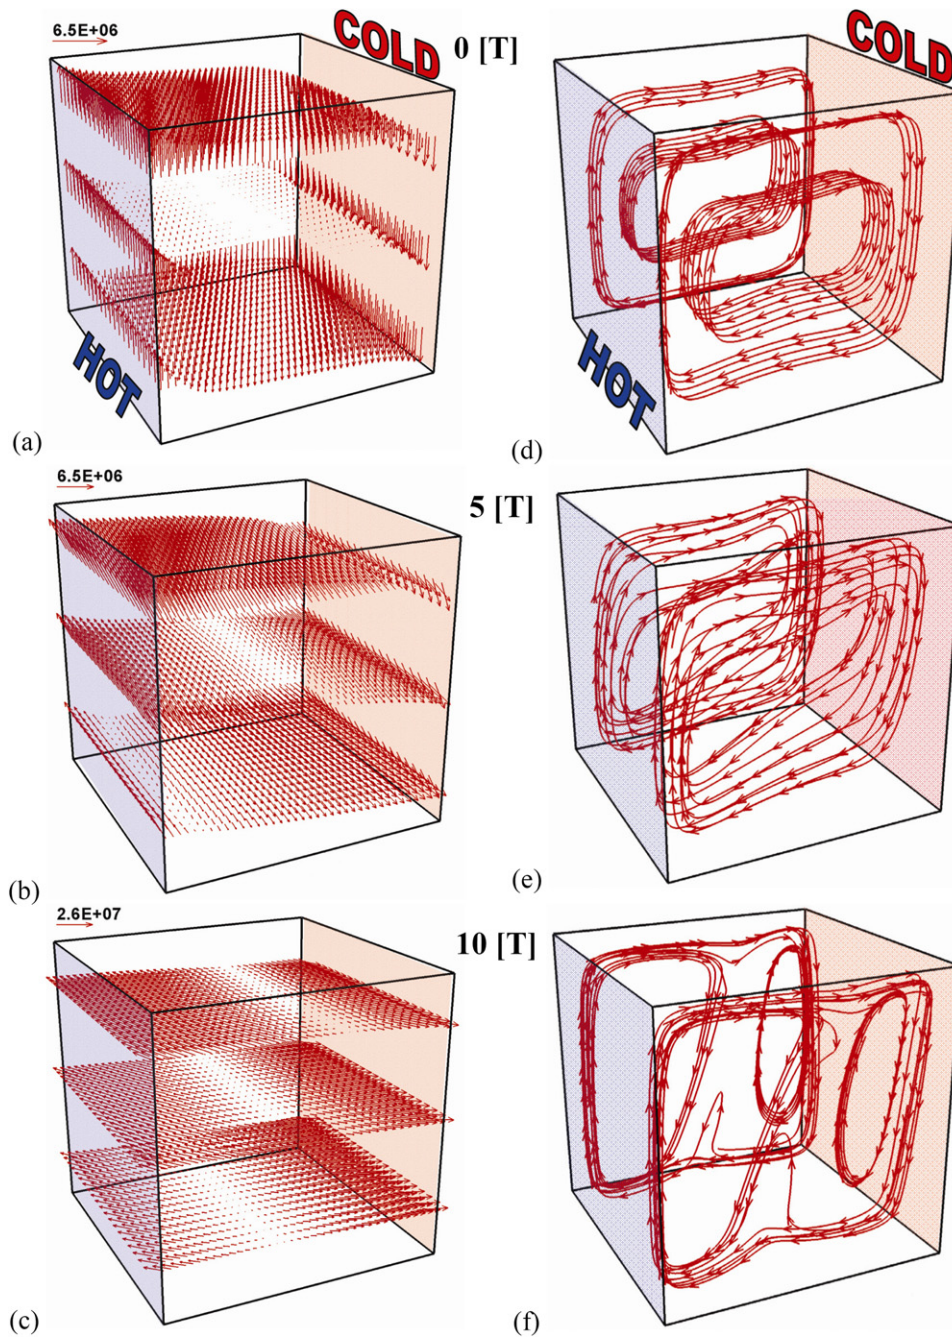 6.5E+06
COLD
0 [T]
COLD
HOT
HOT
(a)
(d)
6.5E+06
5 [T]
(b)
(e)
2.6E+07
10 [T]
(c)
(f)